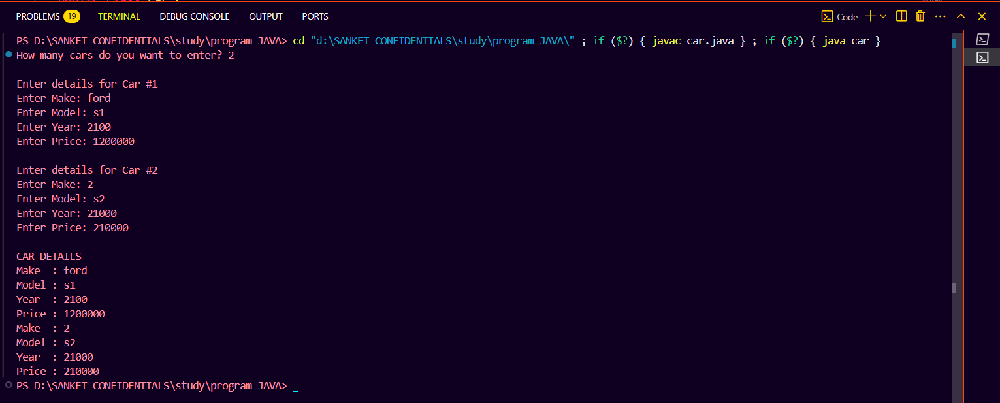 PROBLEMS 19 TERMINAL DEBUG CONSOLE OUTPUT PORTS Code
PS D:\SANKET CONFIDENTIALS\study\program JAVA> cd "d:\SANKET CONFIDENTIALS\study\program JAVA\" ; if ($?) { javac car.java } ; if ($?) { java car }
How many cars do you want to enter? 2
Enter details for Car #1
Enter Make: ford
Enter Model: s1
Enter Year: 2100
Enter Price: 1200000
Enter details for Car #2
Enter Make: 2
Enter Model: s2
Enter Year: 21000
Enter Price: 210000
CAR DETAILS
Make  : ford
Model : s1
Year  : 2100
Price : 1200000
Make  : 2
Model : s2
Year  : 21000
Price : 210000
PS D:\SANKET CONFIDENTIALS\study\program JAVA>